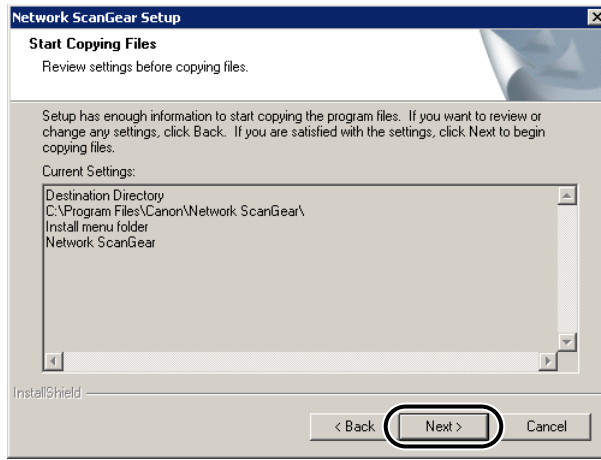 Network ScanGear Setup
Start Copying Files
Review settings before copying files.
Setup has enough information to start copying the program files. If you want to review or
change any settings, click Back. If you are satisfied with the settings, click Next to begin
copying files.
Current Settings:
Destination Directory
C:\Program Files\Canon\Network ScanGear\
Install menu folder
Network ScanGear
InstallShield
< Back Next > Cancel